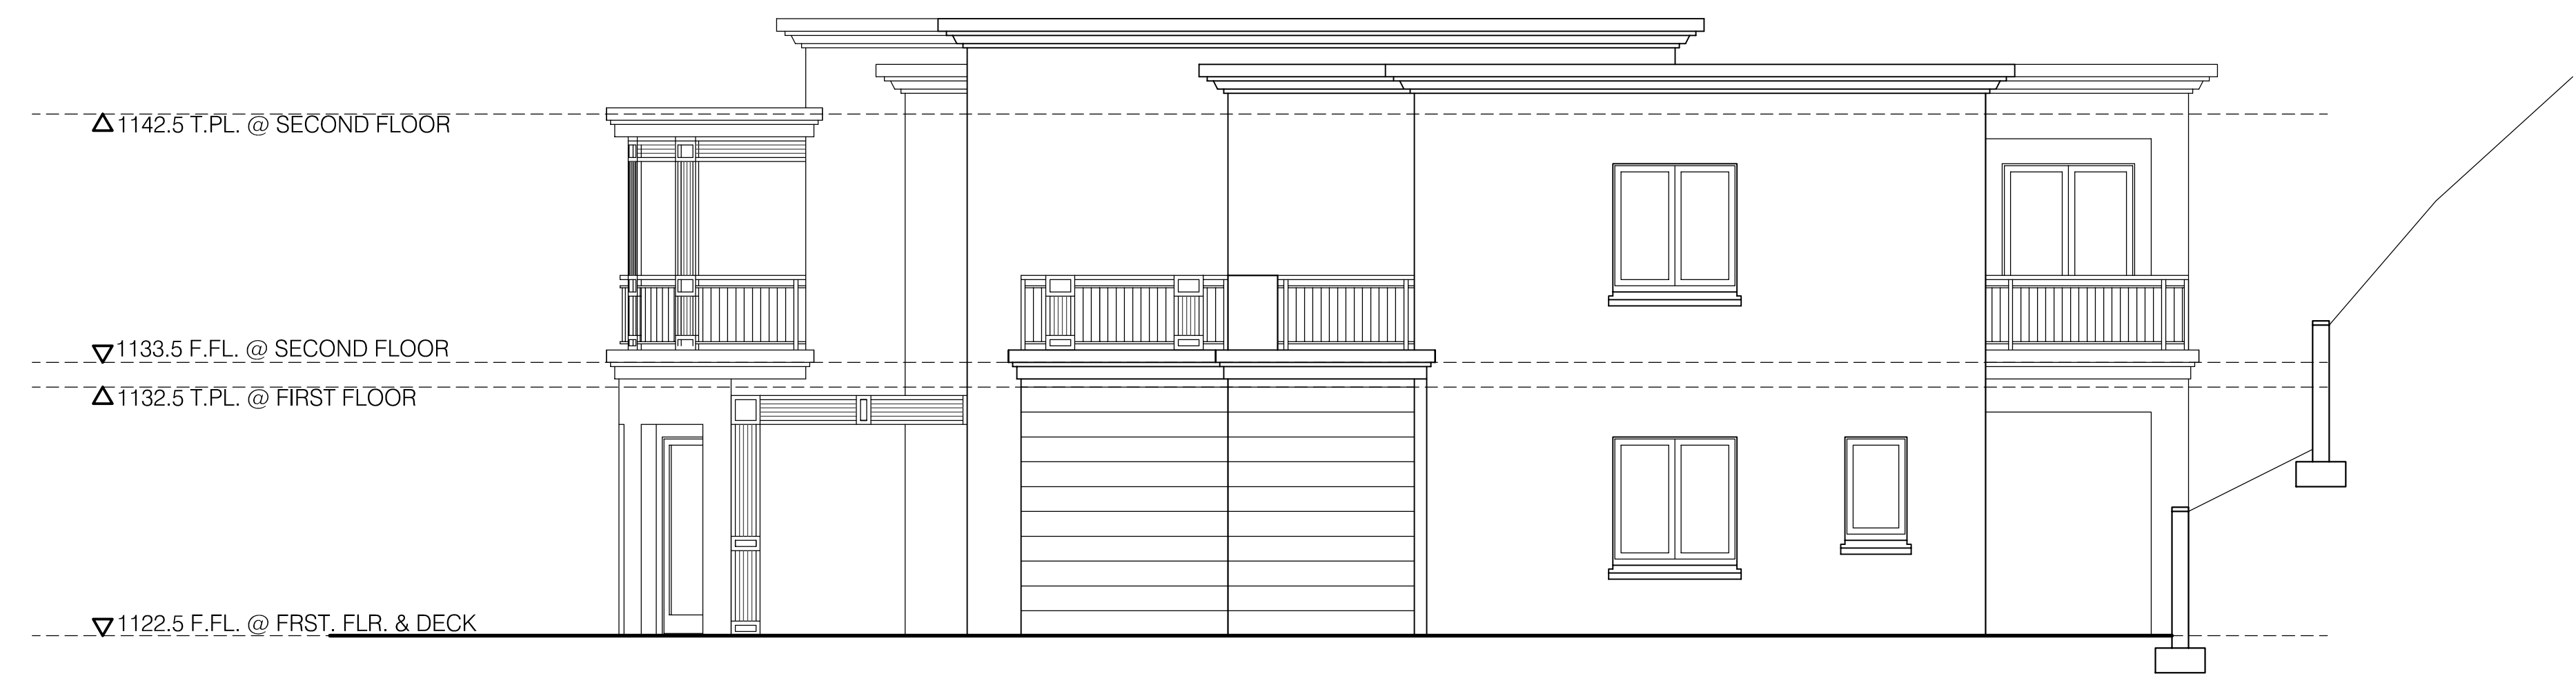 1142.5 T.PL. @ SECOND FLOOR
1133.5 F.FL. @ SECOND FLOOR
1132.5 T.PL. @ FIRST FLOOR
1122.5 F.FL. @ FRST. FLR. & DECK